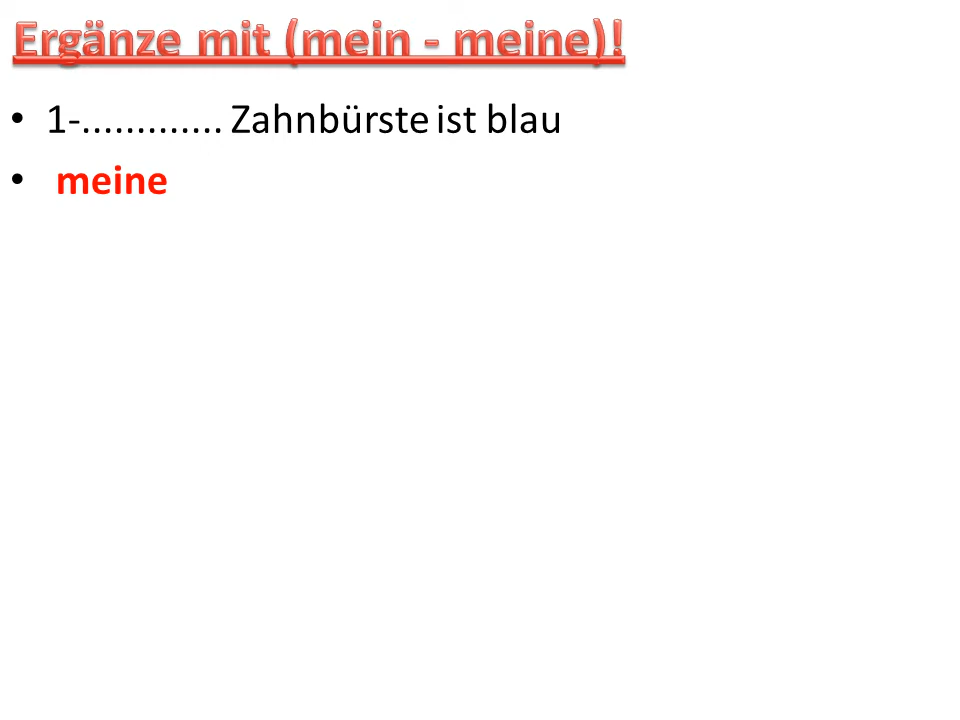 Ergänze mit (mein - meine)!
• 1-............. Zahnbürste ist blau
• meine